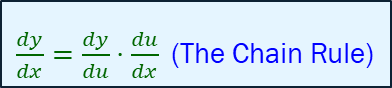 dy/dx = dy/du · du/dx (The Chain Rule)